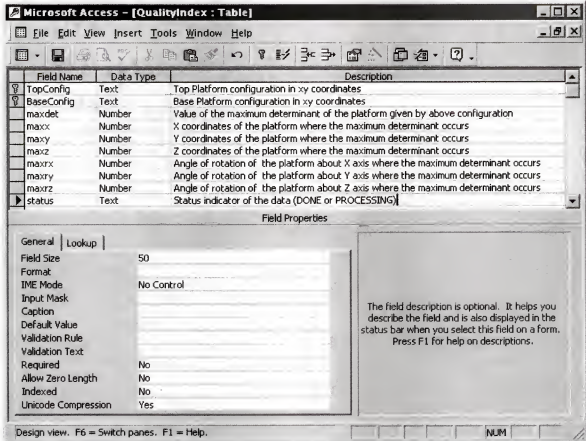 Microsoft Access - [QualityIndex : Table]
File Edit View Insert Tools Window Help
Field Name Data Type Description
TopConfig Text Top Platform configuration in xy coordinates
BaseConfig Text Base Platform configuration in xy coordinates
maxdet Number Value of the maximum determinant of the platform given by above configuration
maxx Number X coordinates of the platform where the maximum determinant occurs
maxy Number Y coordinates of the platform where the maximum determinant occurs
maxz Number Z coordinates of the platform where the maximum determinant occurs
maxrx Number Angle of rotation of the platform about X axis where the maximum determinant occurs
maxry Number Angle of rotation of the platform about Y axis where the maximum determinant occurs
maxrz Number Angle of rotation of the platform about Z axis where the maximum determinant occurs
status Text Status indicator of the data (DONE or PROCESSING)
Field Properties
General Lookup
Field Size 50
Format
IME Mode No Control
Input Mask
Caption
Default Value
Validation Rule
Validation Text
Required No
Allow Zero Length No
Indexed No
Unicode Compression Yes
The field description is optional. It helps you
describe the field and is also displayed in the
status bar when you select this field on a form.
Press F1 for help on descriptions.
Design view. F6 = Switch panes. F1 = Help. NUM